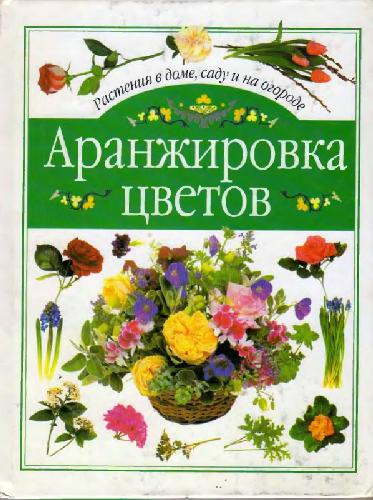 Растения в доме, саду и на огороде
Аранжировка
цветов